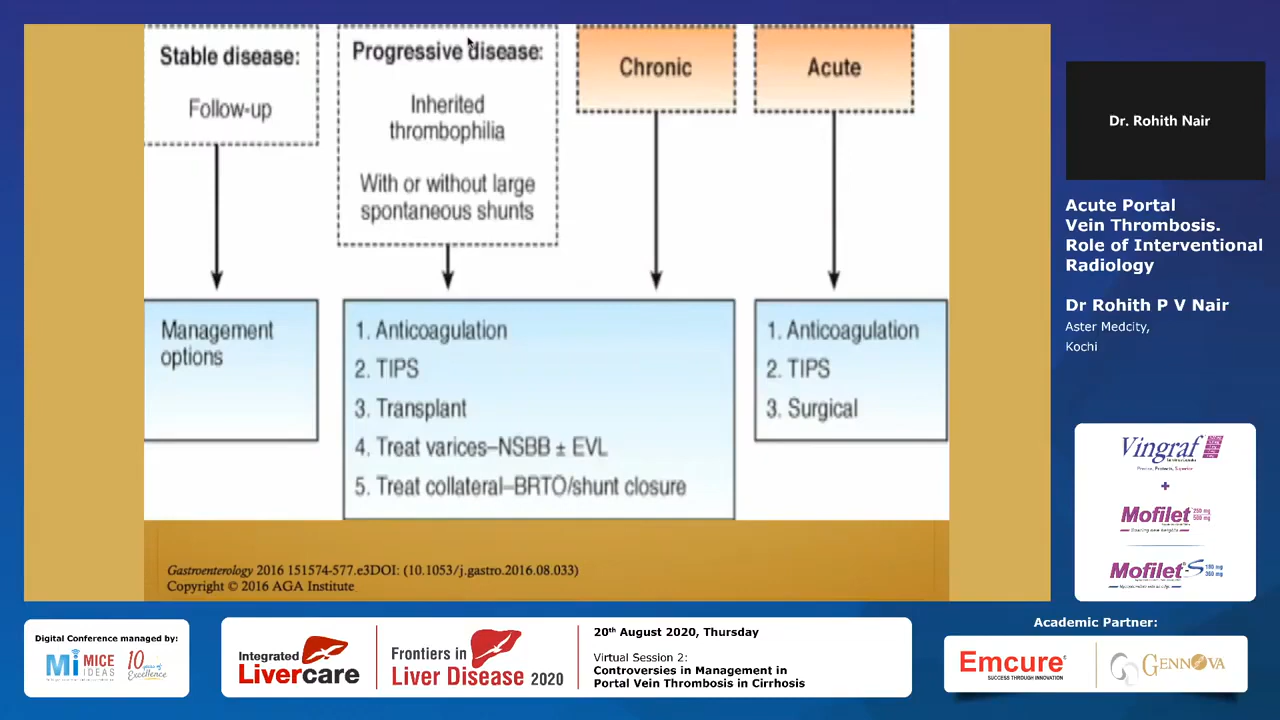 Stable disease:
Follow-up
Progressive disease:
Inherited
thrombophilia
With or without large
spontaneous shunts
Chronic
Acute
Management
options
1. Anticoagulation
2. TIPS
3. Transplant
4. Treat varices–NSBB ± EVL
5. Treat collateral–BRTO/shunt closure
1. Anticoagulation
2. TIPS
3. Surgical
Gastroenterology 2016 151574-577.e3DOI: (10.1053/j.gastro.2016.08.033)
Copyright © 2016 AGA Institute
Dr. Rohith Nair
Acute Portal
Vein Thrombosis.
Role of Interventional
Radiology
Dr Rohith P V Nair
Aster Medcity,
Kochi
Vingraf
+
Mofilet 250 mg
500 mg
Mofilet-S 180 mg
360 mg
Digital Conference managed by:
Mi MICE
IDEAS
10 years of
Excellence
Integrated
Livercare
Frontiers in
Liver Disease 2020
20th August 2020, Thursday
Virtual Session 2:
Controversies in Management in
Portal Vein Thrombosis in Cirrhosis
Academic Partner:
Emcure®
SUCCESS THROUGH INNOVATION
GENNOVA